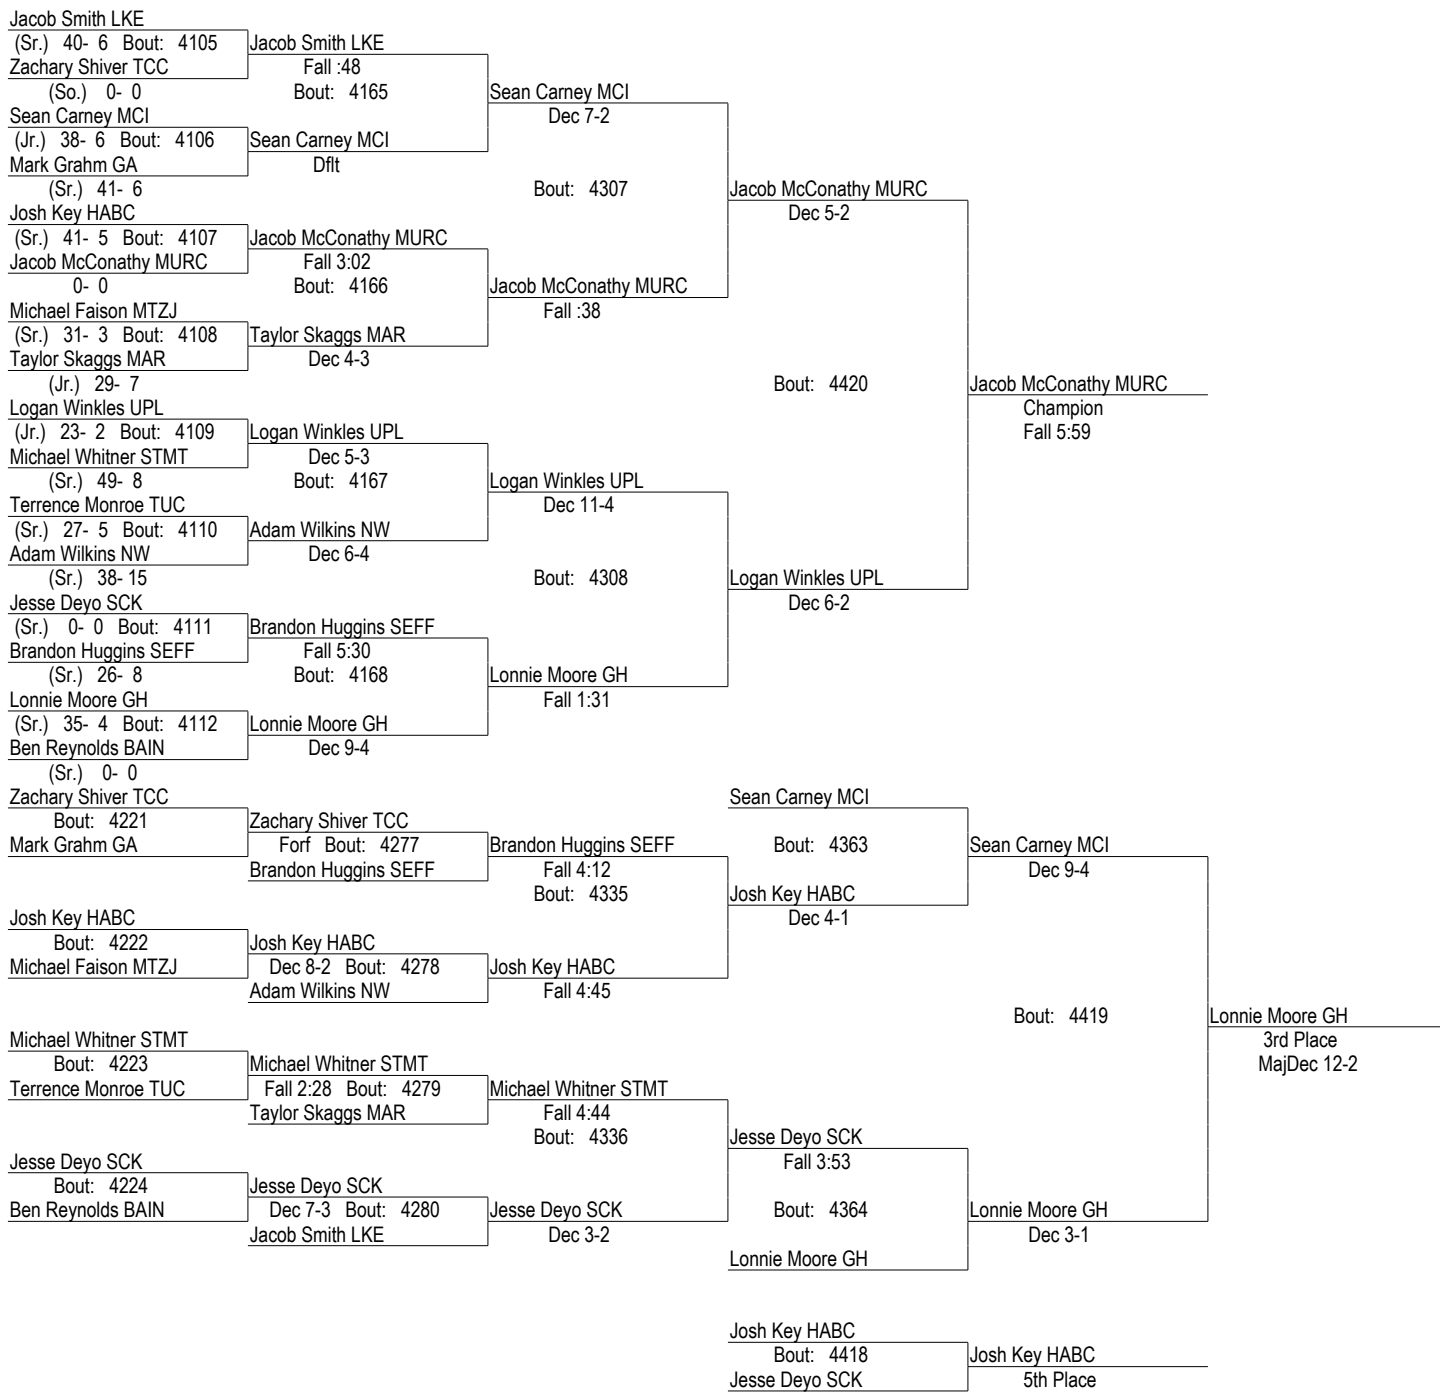 Jacob Smith LKE
(Sr.) 40- 6 Bout: 4105 Jacob Smith LKE
Zachary Shiver TCC Fall :48
(So.) 0- 0 Bout: 4165 Sean Carney MCI
Sean Carney MCI Dec 7-2
(Jr.) 38- 6 Bout: 4106 Sean Carney MCI
Mark Grahm GA Dflt
(Sr.) 41- 6 Bout: 4307 Jacob McConathy MURC
Josh Key HABC Dec 5-2
(Sr.) 41- 5 Bout: 4107 Jacob McConathy MURC
Jacob McConathy MURC Fall 3:02
0- 0 Bout: 4166 Jacob McConathy MURC
Michael Faison MTZJ Fall :38
(Sr.) 31- 3 Bout: 4108 Taylor Skaggs MAR
Taylor Skaggs MAR Dec 4-3
(Jr.) 29- 7 Bout: 4420 Jacob McConathy MURC
Logan Winkles UPL Champion
(Jr.) 23- 2 Bout: 4109 Logan Winkles UPL Fall 5:59
Michael Whitner STMT Dec 5-3
(Sr.) 49- 8 Bout: 4167 Logan Winkles UPL
Terrence Monroe TUC Dec 11-4
(Sr.) 27- 5 Bout: 4110 Adam Wilkins NW
Adam Wilkins NW Dec 6-4
(Sr.) 38- 15 Bout: 4308 Logan Winkles UPL
Jesse Deyo SCK Dec 6-2
(Sr.) 0- 0 Bout: 4111 Brandon Huggins SEFF
Brandon Huggins SEFF Fall 5:30
(Sr.) 26- 8 Bout: 4168 Lonnie Moore GH
Lonnie Moore GH Fall 1:31
(Sr.) 35- 4 Bout: 4112 Lonnie Moore GH
Ben Reynolds BAIN Dec 9-4
(Sr.) 0- 0
Zachary Shiver TCC Sean Carney MCI
Bout: 4221 Zachary Shiver TCC
Mark Grahm GA Forf Bout: 4277 Brandon Huggins SEFF Bout: 4363 Sean Carney MCI
Brandon Huggins SEFF Fall 4:12 Dec 9-4
Bout: 4335 Josh Key HABC
Josh Key HABC Dec 4-1
Bout: 4222 Josh Key HABC
Michael Faison MTZJ Dec 8-2 Bout: 4278 Josh Key HABC
Adam Wilkins NW Fall 4:45
Bout: 4419 Lonnie Moore GH
Michael Whitner STMT 3rd Place
Bout: 4223 Michael Whitner STMT MajDec 12-2
Terrence Monroe TUC Fall 2:28 Bout: 4279 Michael Whitner STMT
Taylor Skaggs MAR Fall 4:44
Bout: 4336 Jesse Deyo SCK
Jesse Deyo SCK Fall 3:53
Bout: 4224 Jesse Deyo SCK
Ben Reynolds BAIN Dec 7-3 Bout: 4280 Jesse Deyo SCK Bout: 4364 Lonnie Moore GH
Jacob Smith LKE Dec 3-2 Dec 3-1
Lonnie Moore GH
Josh Key HABC
Bout: 4418 Josh Key HABC
Jesse Deyo SCK 5th Place